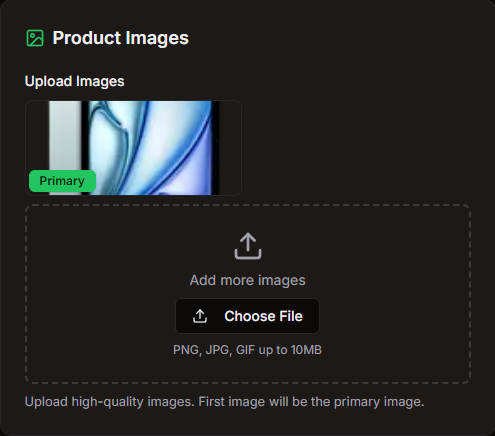 Product Images
Upload Images
Primary
Add more images
Choose File
PNG, JPG, GIF up to 10MB
Upload high-quality images. First image will be the primary image.